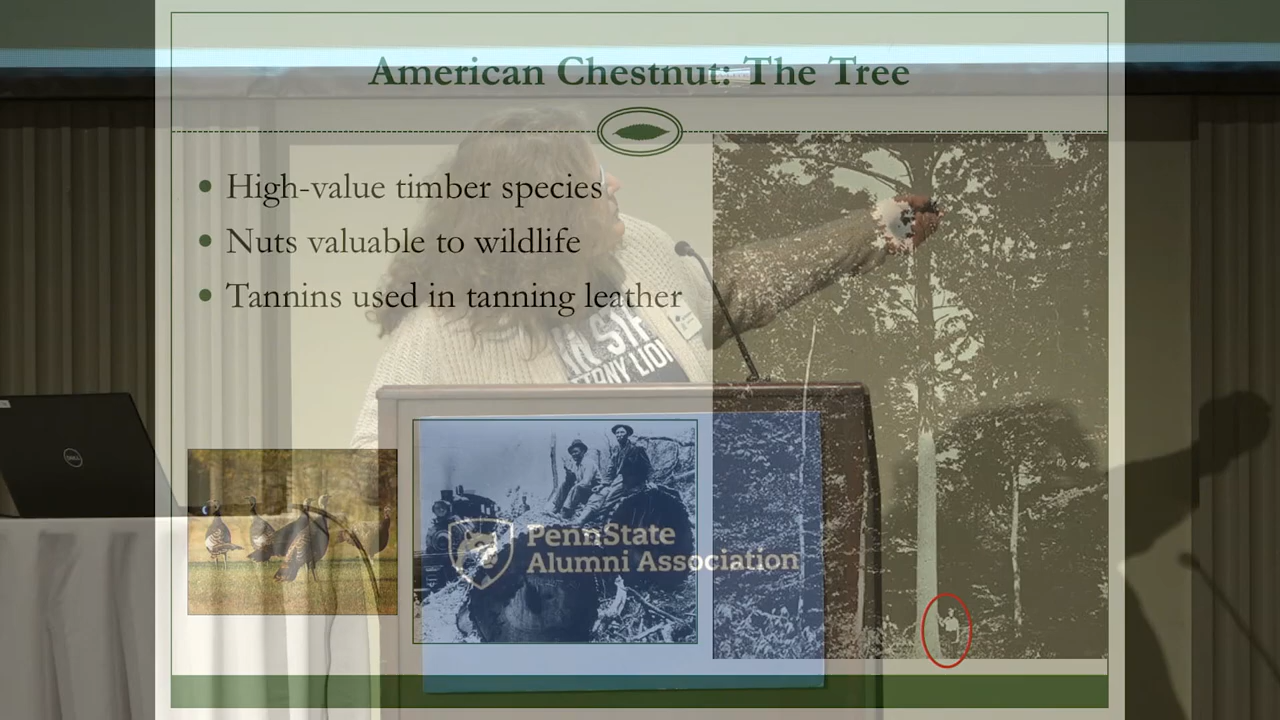 American Chestnut: The Tree
• High-value timber species
• Nuts valuable to wildlife
• Tannins used in tanning leather
DELL
PennState
Alumni Association